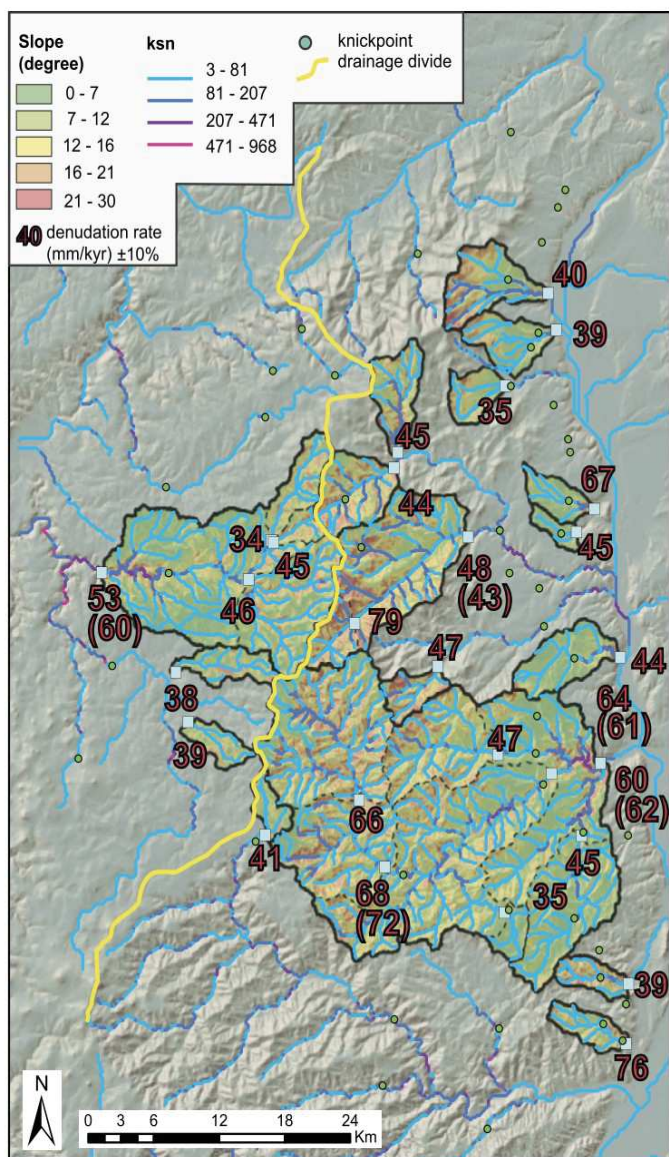 Slope
(degree)
0 - 7
7 - 12
12 - 16
16 - 21
21 - 30
40 denudation rate
(mm/kyr) ±10%
ksn
3 - 81
81 - 207
207 - 471
471 - 968
knickpoint
drainage divide
40
39
35
45
44
67
45
34
45
46
48
(43)
53
(60)
79
47
44
38
64
(61)
39
47
60
(62)
66
41
45
68
(72)
35
39
76
N
0 3 6 12 18 24
Km